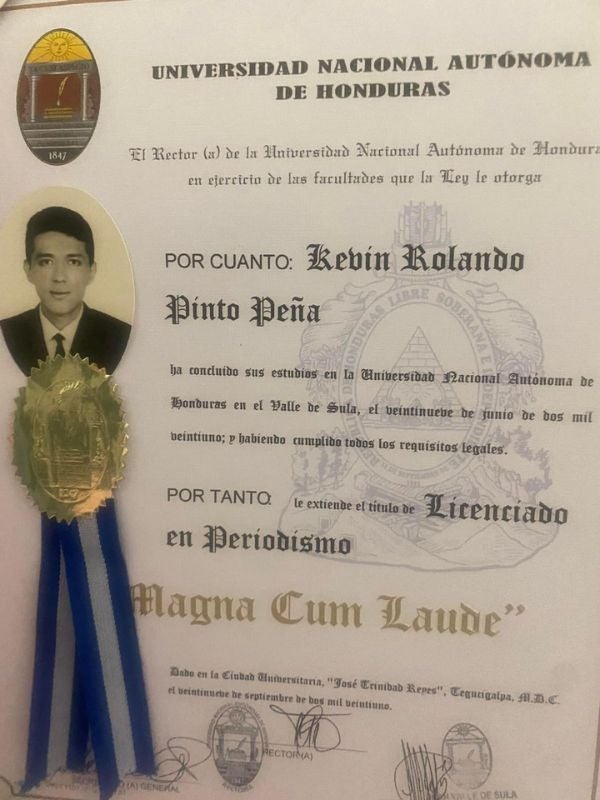 UNIVERSIDAD NACIONAL AUTÓNOMA
DE HONDURAS
1847
El Rector (a) de la Universidad Nacional Autónoma de Hondura
en ejercicio de las facultades que la Ley le otorga
POR CUANTO: Kevin Rolando
Pinto Peña
ha concluido sus estudios en la Universidad Nacional Autónoma de
Honduras en el Valle de Sula, el veintinueve de junio de dos mil
veintiuno; y habiendo cumplido todos los requisitos legales.
POR TANTO: le extiende el título de Licenciado
en Periodismo
Magna Cum Laude”
Dado en la Ciudad Universitaria, "José Trinidad Reyes", Tegucigalpa, M.D.C.
el veintinueve de septiembre de dos mil veintiuno.
RECTOR(A)
(A) GENERAL
VALLE DE SULA